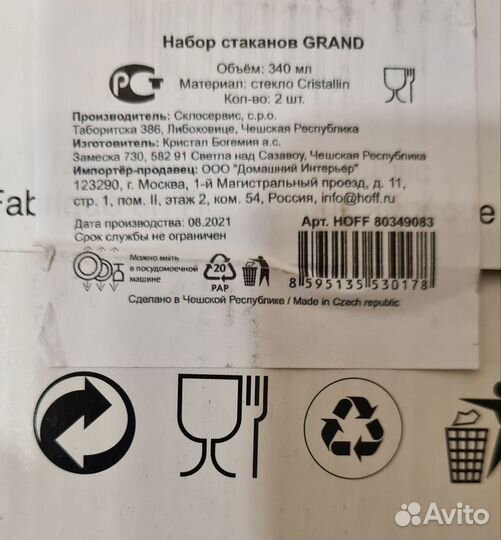 Набор стаканов GRAND
Объём: 340 мл
Материал: стекло Cristallin
Кол-во: 2 шт.
РСТ
Производитель: Склосервис, с.р.о.
Таборитска 386, Либоховице, Чешская Республика
Изготовитель: Кристал Богемия а.с.
Замеска 730, 582 91 Светла над Сазавоу, Чешская Республика
Импортёр-продавец: ООО "Домашний Интерьер"
123290, г. Москва, 1-й Магистральный проезд, д. 11,
стр. 1, пом. II, этаж 2, ком. 54, Россия, info@hoff.ru
Fab
e
Дата производства: 08.2021
Арт. HOFF 80349083
Срок службы не ограничен
Можно мыть
в посудомоечной
машине
20
PAP
8 595135 530178
Сделано в Чешской Республике / Made in Czech republic
Avito